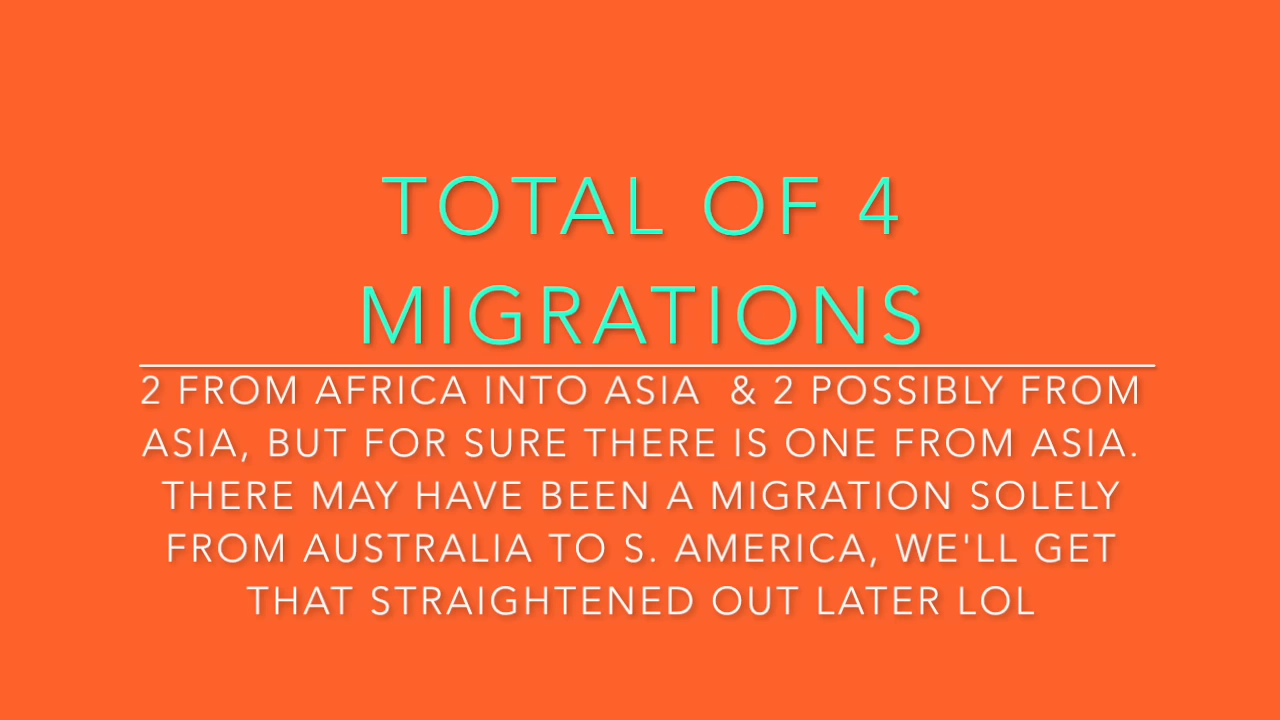 TOTAL OF 4
MIGRATIONS
2 FROM AFRICA INTO ASIA  & 2 POSSIBLY FROM
ASIA, BUT FOR SURE THERE IS ONE FROM ASIA.
THERE MAY HAVE BEEN A MIGRATION SOLELY
FROM AUSTRALIA TO S. AMERICA, WE'LL GET
THAT STRAIGHTENED OUT LATER LOL